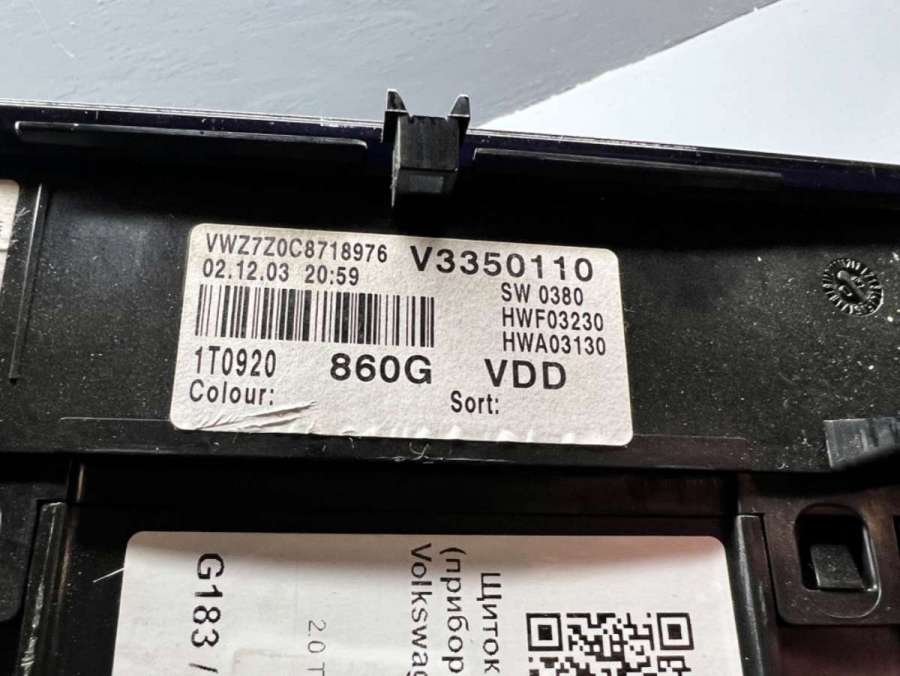 VWZ7Z0C8718976 V3350110
02.12.03 20:59 SW 0380
HWF03230
HWA03130
1T0920 860G VDD
Colour: Sort:
Щиток
(прибор
Volkswag
2.0 T
G183 /